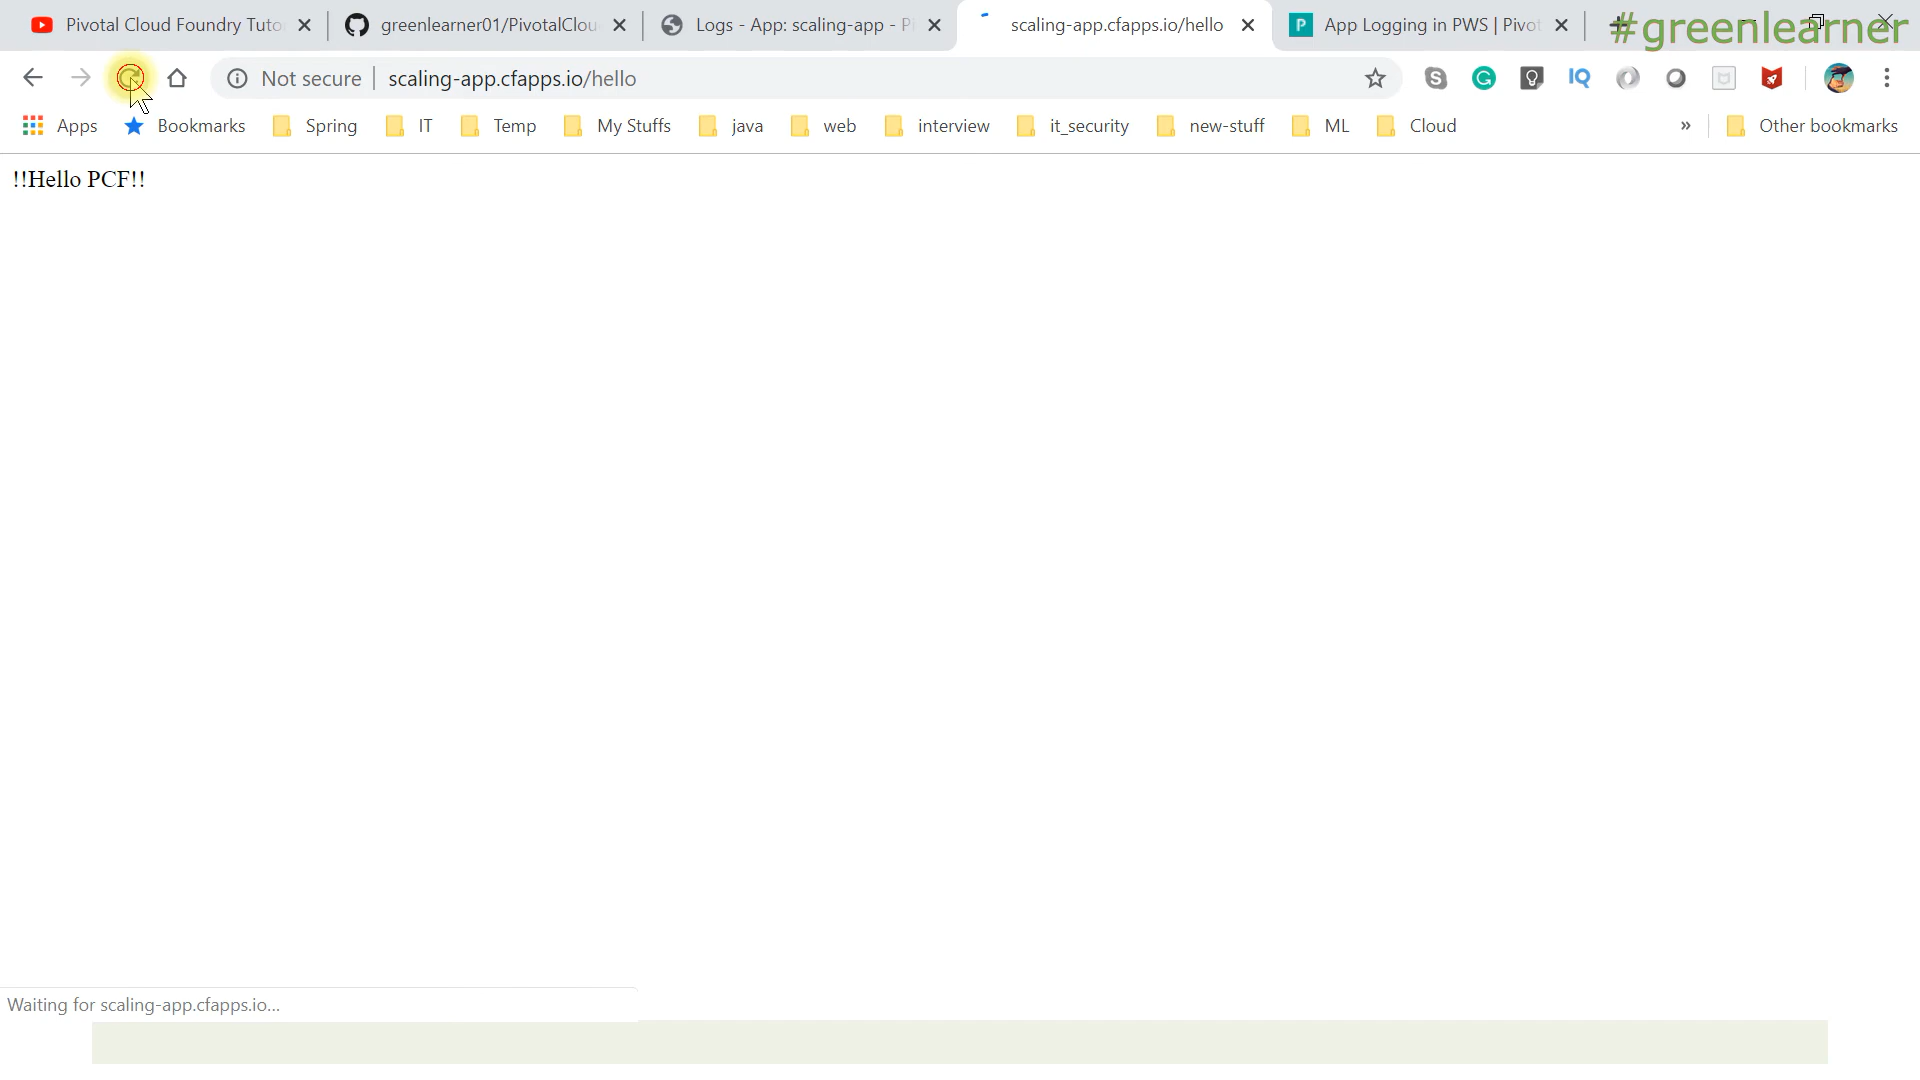 Pivotal Cloud Foundry Tuto
greenlearner01/PivotalClou
Logs - App: scaling-app - Pi
scaling-app.cfapps.io/hello
P App Logging in PWS | Pivot
#greenlearner
Not secure | scaling-app.cfapps.io/hello
IQ
Apps Bookmarks Spring IT Temp My Stuffs java web interview it_security new-stuff ML Cloud » Other bookmarks
!!Hello PCF!!
Waiting for scaling-app.cfapps.io...